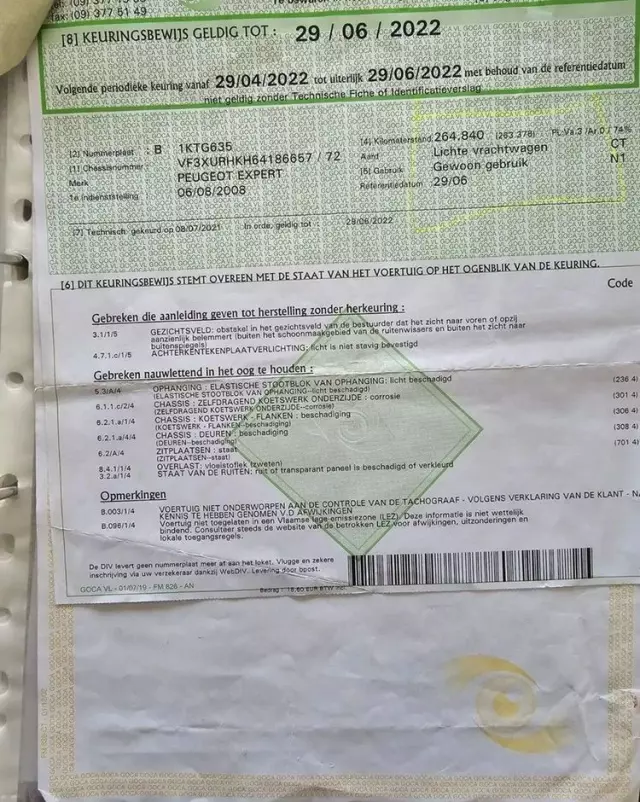 fax: (09) 377 51 49
[8] KEURINGSBEWIJS GELDIG TOT : 29 / 06 / 2022
Volgende periodieke keuring vanaf 29/04/2022 tot uiterlijk 29/06/2022 met behoud van de referentiedatum
niet geldig zonder Technische Fiche of Identificatieverslag
[2] Nummerplaat : B 1KTG635
[4] Kilometerstand 264.840 (263.378) PL.Va.3 /Ar.0 / 74%
[1] Chassisnummer: VF3XURHKH64186657 / 72
Aard Lichte vrachtwagen CT
Merk PEUGEOT EXPERT
[5] Gebruik Gewoon gebruik N1
1e indienststelling 06/08/2008
Referentiedatum: 29/06
[7] Technisch gekeurd op 08/07/2021 In orde, geldig tot 29/06/2022
[6] DIT KEURINGSBEWIJS STEMT OVEREEN MET DE STAAT VAN HET VOERTUIG OP HET OGENBLIK VAN DE KEURING.
Code
Gebreken die aanleiding geven tot herstelling zonder herkeuring :
3.1/1/5 GEZICHTSVELD: obstakel in het gezichtsveld van de bestuurder dat het zicht naar voren of opzij
aanzienlijk belemmert (buiten het schoonmaakgebied van de ruitenwissers en buiten het zicht naar
buitenspiegels)
4.7.1.c/1/5 ACHTERKENTEKENPLAATVERLICHTING: licht is niet stevig bevestigd
Gebreken nauwlettend in het oog te houden :
5.3/A/4 OPHANGING : ELASTISCHE STOOTBLOK VAN OPHANGING: licht beschadigd (236 4)
(ELASTISCHE STOOTBLOK VAN OPHANGING--licht beschadigd)
6.1.1.c/2/4 CHASSIS : ZELFDRAGEND KOETSWERK ONDERZIJDE : corrosie (301 4)
(ZELFDRAGEND KOETSWERK ONDERZIJDE--corrosie)
6.2.1.a/1/4 CHASSIS : KOETSWERK - FLANKEN : beschadiging (306 4)
(KOETSWERK - FLANKEN--beschadiging)
6.2.1.a/4/4 CHASSIS : DEUREN : beschadiging (308 4)
(DEUREN--beschadiging)
6.2/A/4 ZITPLAATSEN : staat (701 4)
(ZITPLAATSEN--staat)
8.4.1/1/4 OVERLAST: vloeistoflek (zweten)
3.2/a/1/4 STAAT VAN DE RUITEN: ruit of transparant paneel is beschadigd of verkleurd
Opmerkingen
B.003/1/4 VOERTUIG NIET ONDERWORPEN AAN DE CONTROLE VAN DE TACHOGRAAF - VOLGENS VERKLARING VAN DE KLANT - NA
KENNIS TE HEBBEN GENOMEN V.D AFWIJKINGEN
B.096/1/4 Voertuig niet toegelaten in een Vlaamse lage-emissiezone (LEZ). Deze informatie is niet wettelijk
bindend. Consulteer steeds de website van de betrokken LEZ voor afwijkingen, uitzonderingen en
lokale toegangsregels.
De DIV levert geen nummerplaat meer af aan het loket. Vlugge en zekere
inschrijving via uw verzekeraar dankzij WebDIV. Levering door bpost.
GOCA VL - 01/07/19 - FM 626 - AN